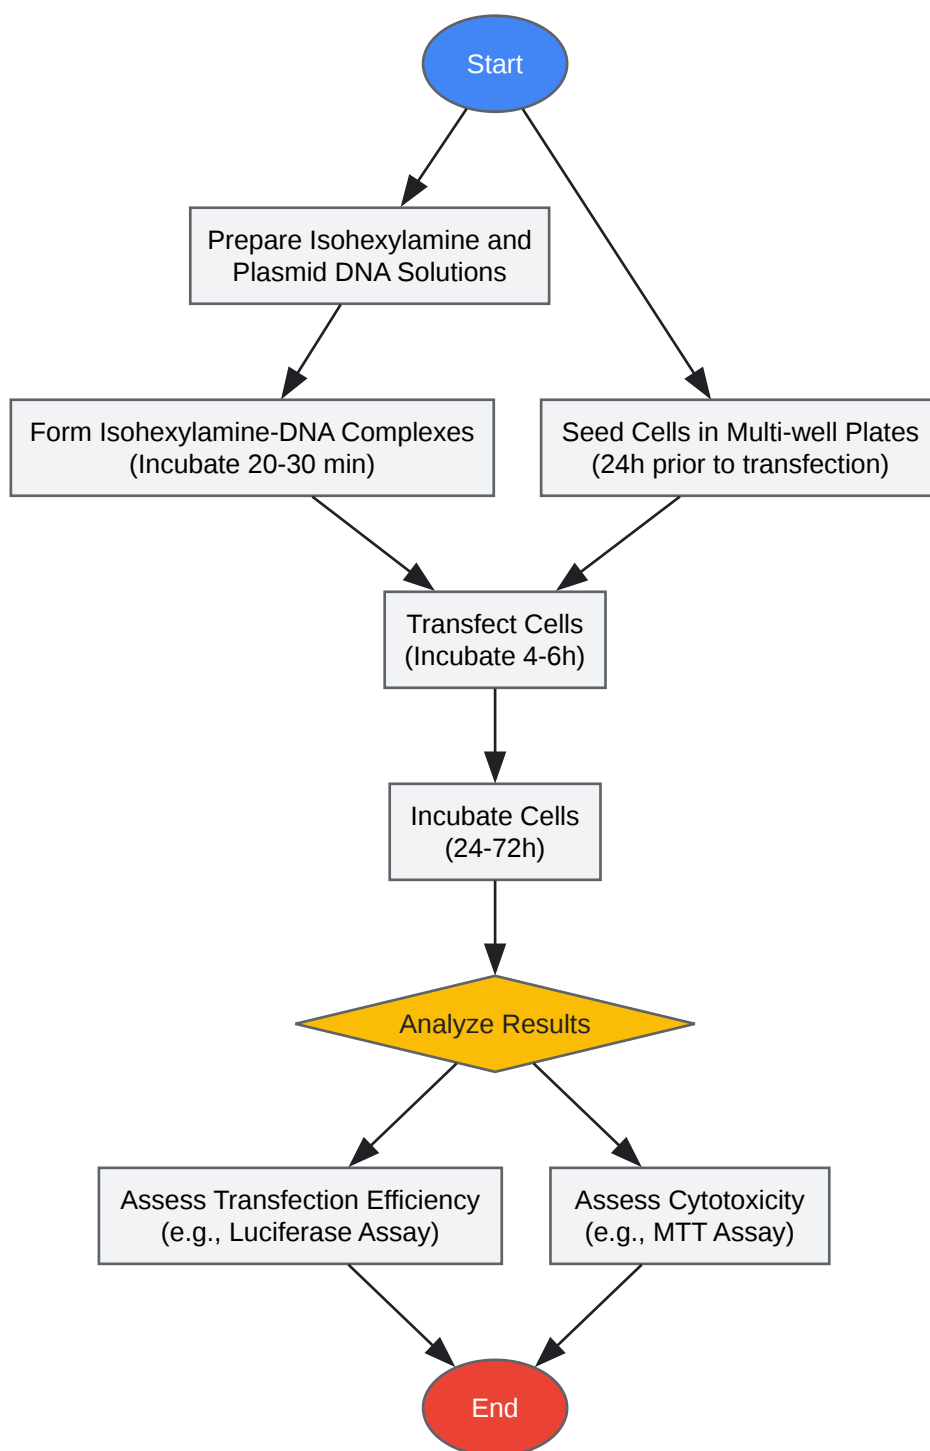 Start
Prepare Isohexylamine and
Plasmid DNA Solutions
Form Isohexylamine-DNA Complexes
(Incubate 20-30 min)
Seed Cells in Multi-well Plates
(24h prior to transfection)
Transfect Cells
(Incubate 4-6h)
Incubate Cells
(24-72h)
Analyze Results
Assess Transfection Efficiency
(e.g., Luciferase Assay)
Assess Cytotoxicity
(e.g., MTT Assay)
End